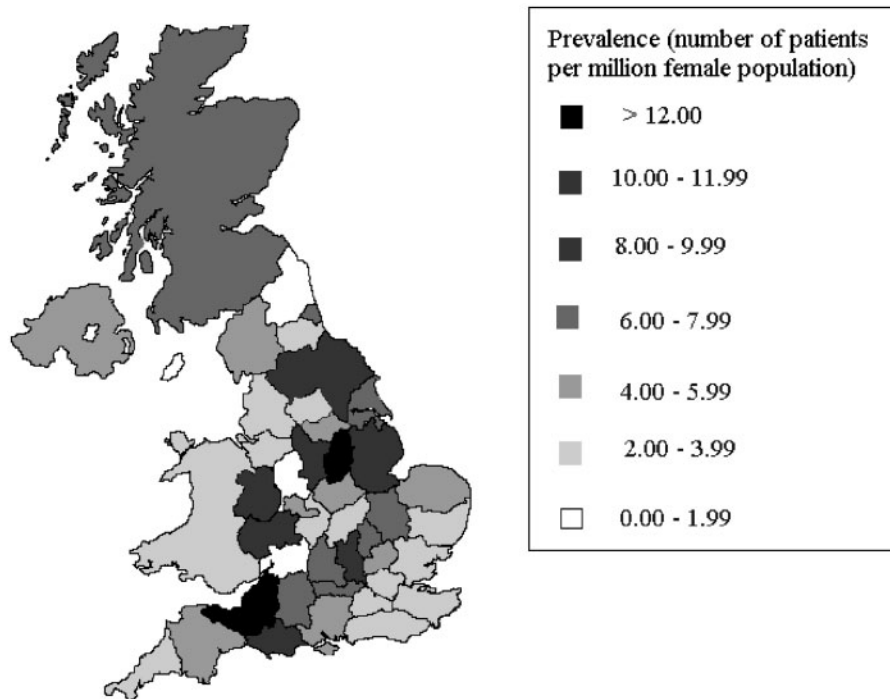 Prevalence (number of patients
per million female population)
> 12.00
10.00 - 11.99
8.00 - 9.99
6.00 - 7.99
4.00 - 5.99
2.00 - 3.99
0.00 - 1.99